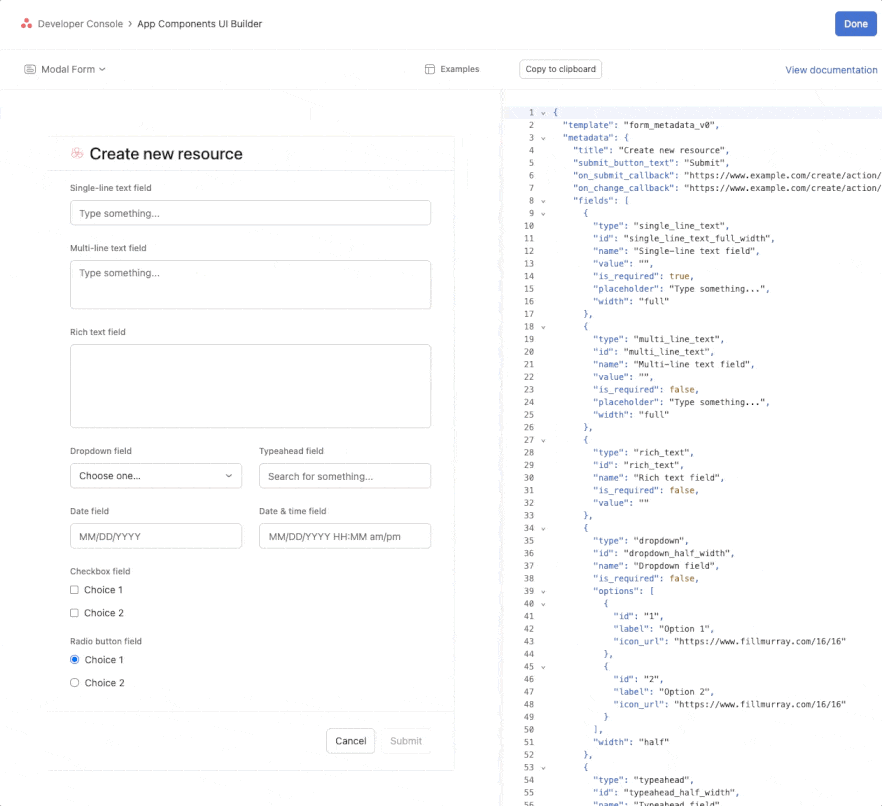 Developer Console › App Components UI Builder
Done
Modal Form
Examples
Copy to clipboard
View documentation
Create new resource
Single-line text field
Type something...
Multi-line text field
Type something...
Rich text field
Dropdown field
Typeahead field
Choose one...
Search for something...
Date field
Date & time field
MM/DD/YYYY
MM/DD/YYYY HH:MM am/pm
Checkbox field
Choice 1
Choice 2
Radio button field
Choice 1
Choice 2
Cancel
Submit
1 {
2 "template": "form_metadata_v0",
3 "metadata": {
4 "title": "Create new resource",
5 "submit_button_text": "Submit",
6 "on_submit_callback": "https://www.example.com/create/action/
7 "on_change_callback": "https://www.example.com/create/action/
8 "fields": [
9 {
10 "type": "single_line_text",
11 "id": "single_line_text_full_width",
12 "name": "Single-line text field",
13 "value": "",
14 "is_required": true,
15 "placeholder": "Type something...",
16 "width": "full"
17 },
18 {
19 "type": "multi_line_text",
20 "id": "multi_line_text",
21 "name": "Multi-line text field",
22 "value": "",
23 "is_required": false,
24 "placeholder": "Type something...",
25 "width": "full"
26 },
27 {
28 "type": "rich_text",
29 "id": "rich_text",
30 "name": "Rich text field",
31 "is_required": false,
32 "value": ""
33 },
34 {
35 "type": "dropdown",
36 "id": "dropdown_half_width",
37 "name": "Dropdown field",
38 "is_required": false,
39 "options": [
40 {
41 "id": "1",
42 "label": "Option 1",
43 "icon_url": "https://www.fillmurray.com/16/16"
44 },
45 {
46 "id": "2",
47 "label": "Option 2",
48 "icon_url": "https://www.fillmurray.com/16/16"
49 }
50 ],
51 "width": "half"
52 },
53 {
54 "type": "typeahead",
55 "id": "typeahead_half_width",
56 "name": "Typeahead field"